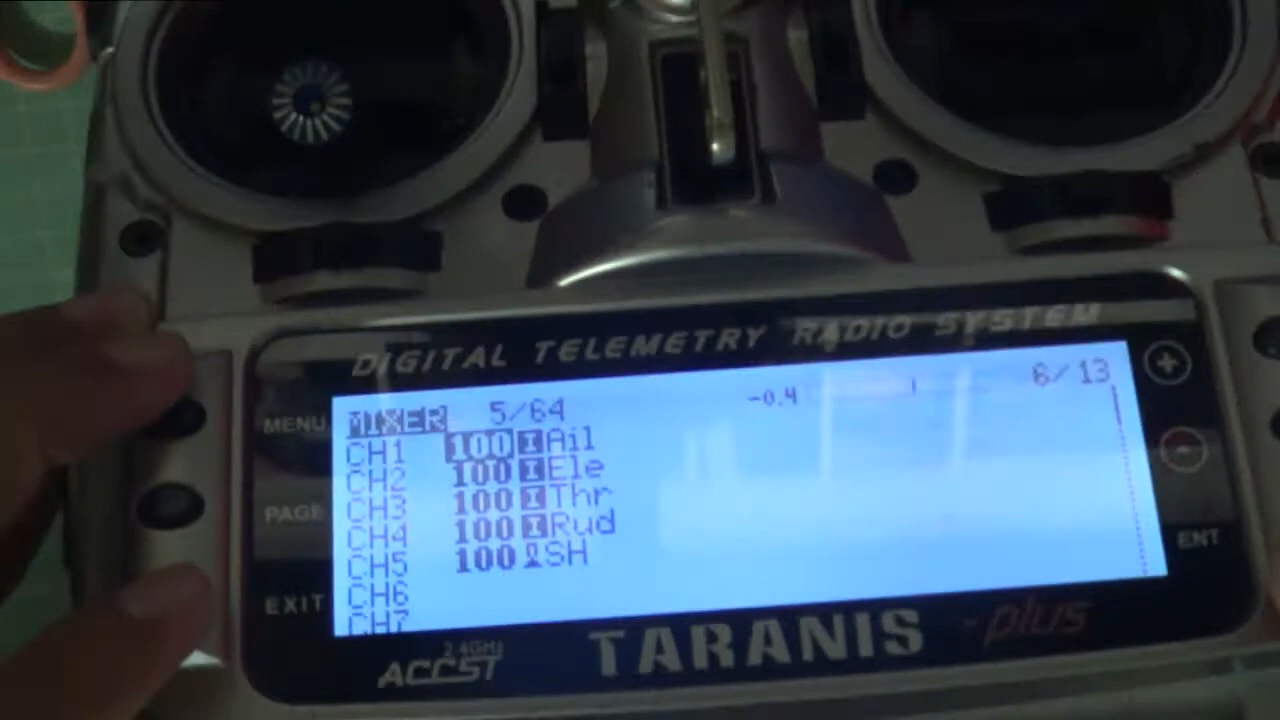 DIGITAL TELEMETRY RADIO SYSTEM
MIXER 5/64 -0.4 6/13
CH1 100 I Ail
CH2 100 I Ele
CH3 100 I Thr
CH4 100 I Rud
CH5 100 SH
CH6
CH7
MENU
PAGE
EXIT
+
-
ENT
2.4GHz
ACCST
TARANIS -plus